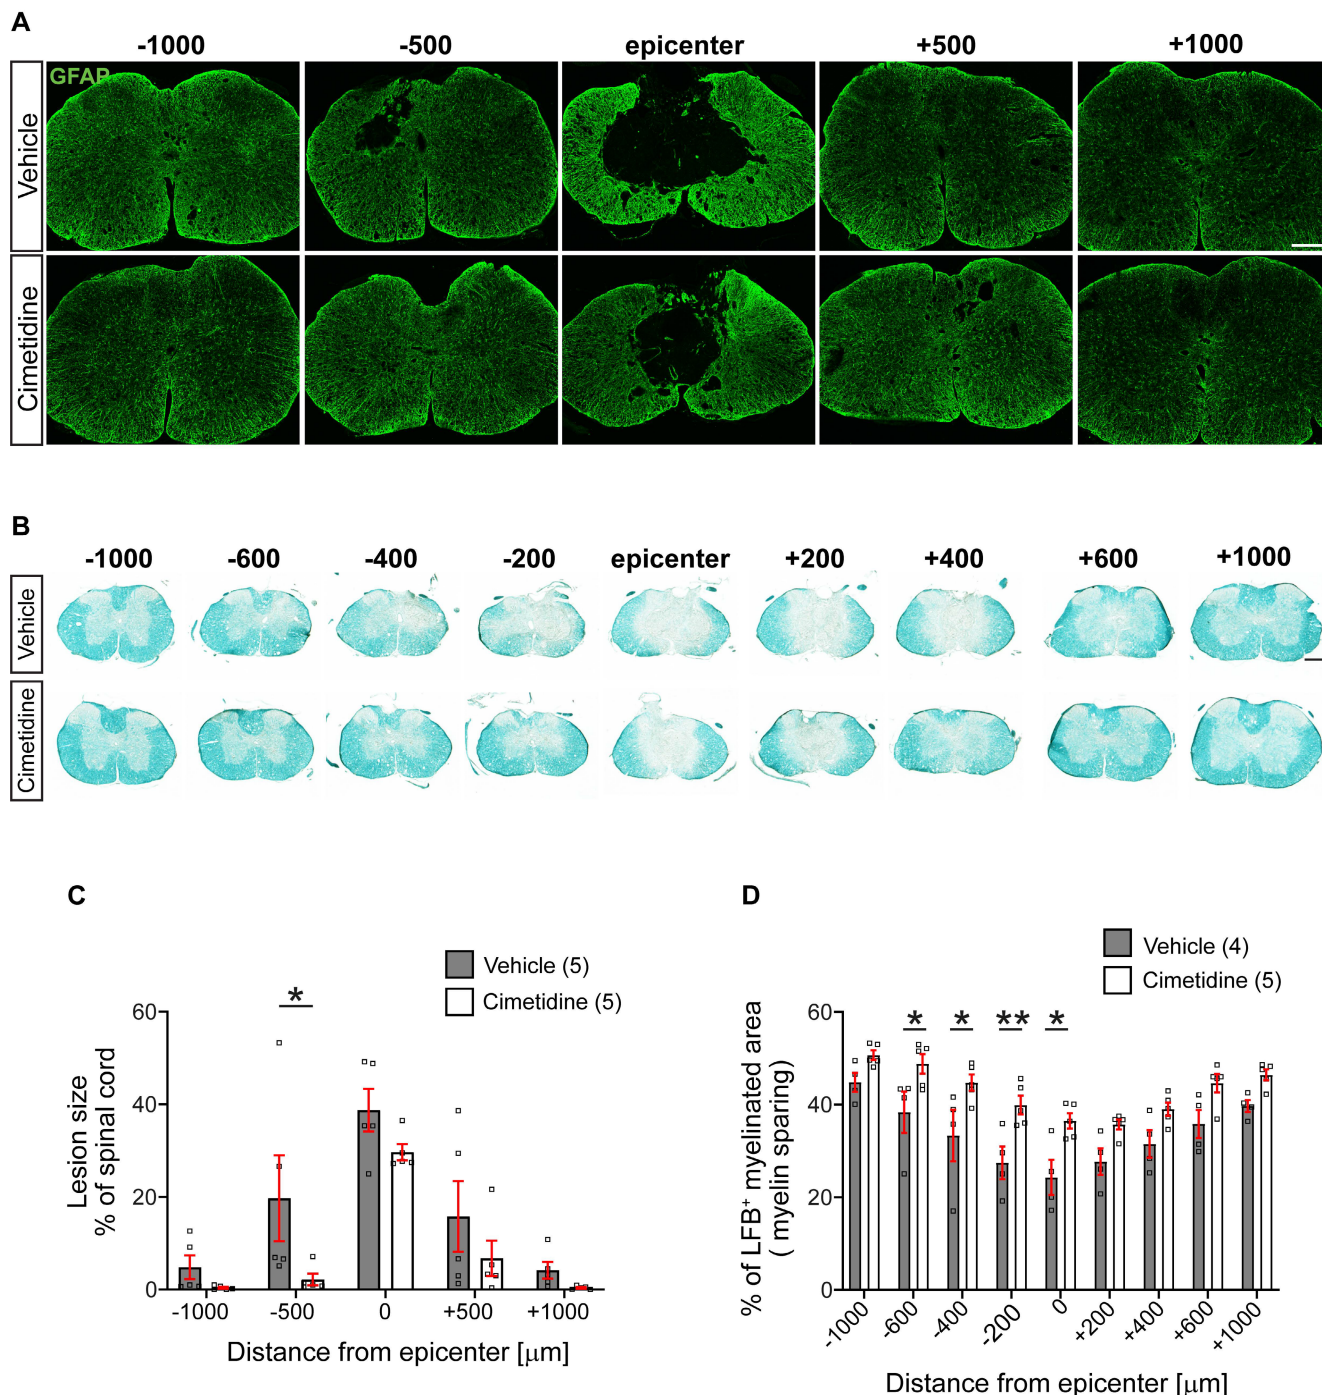 A
-1000 -500 epicenter +500 +1000
GFAP
Vehicle
Cimetidine
B
-1000 -600 -400 -200 epicenter +200 +400 +600 +1000
Vehicle
Cimetidine
C
Vehicle (5)
Cimetidine (5)
*
Lesion size
% of spinal cord
60
40
20
0
-1000 -500 0 +500 +1000
Distance from epicenter [μm]
D
Vehicle (4)
Cimetidine (5)
* * ** *
% of LFB⁺ myelinated area
( myelin sparing)
60
40
20
0
-1000 -600 -400 -200 0 +200 +400 +600 +1000
Distance from epicenter [μm]